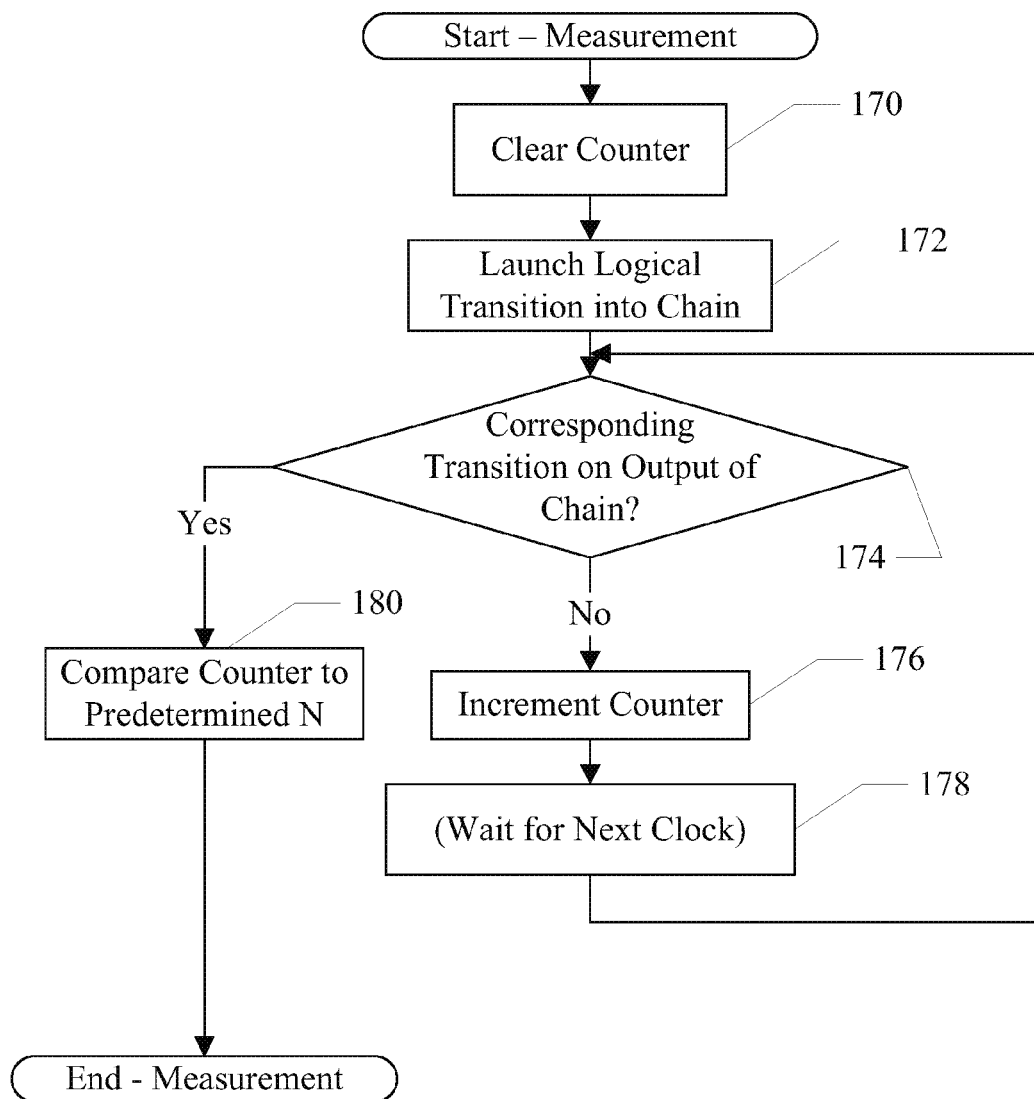 Start – Measurement
170
Clear Counter
172
Launch Logical
Transition into Chain
Corresponding
Transition on Output of
Chain?
Yes
174
180
No
Compare Counter to
Predetermined N
176
Increment Counter
178
(Wait for Next Clock)
End - Measurement